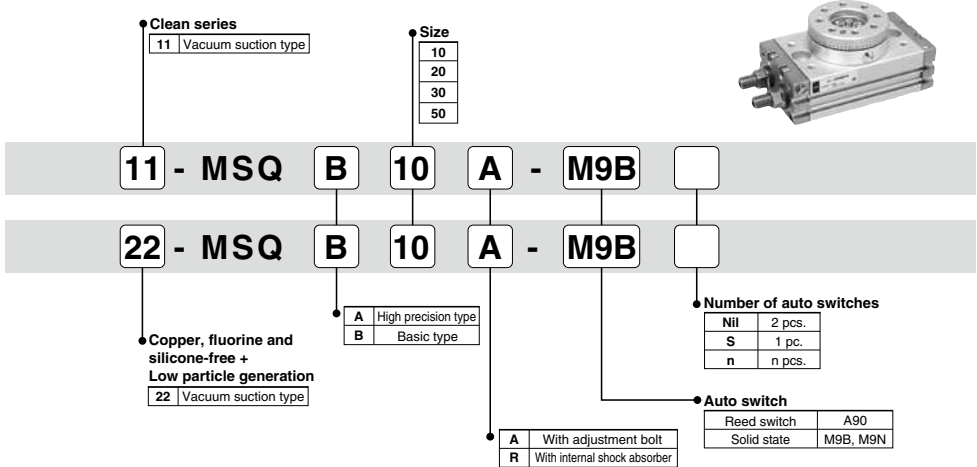 Clean series
11 Vacuum suction type
Size
10
20
30
50
11 - MSQ B 10 A - M9B
22 - MSQ B 10 A - M9B
Copper, fluorine and
silicone-free +
Low particle generation
22 Vacuum suction type
A High precision type
B Basic type
A With adjustment bolt
R With internal shock absorber
Number of auto switches
Nil 2 pcs.
S 1 pc.
n n pcs.
Auto switch
Reed switch A90
Solid state M9B, M9N